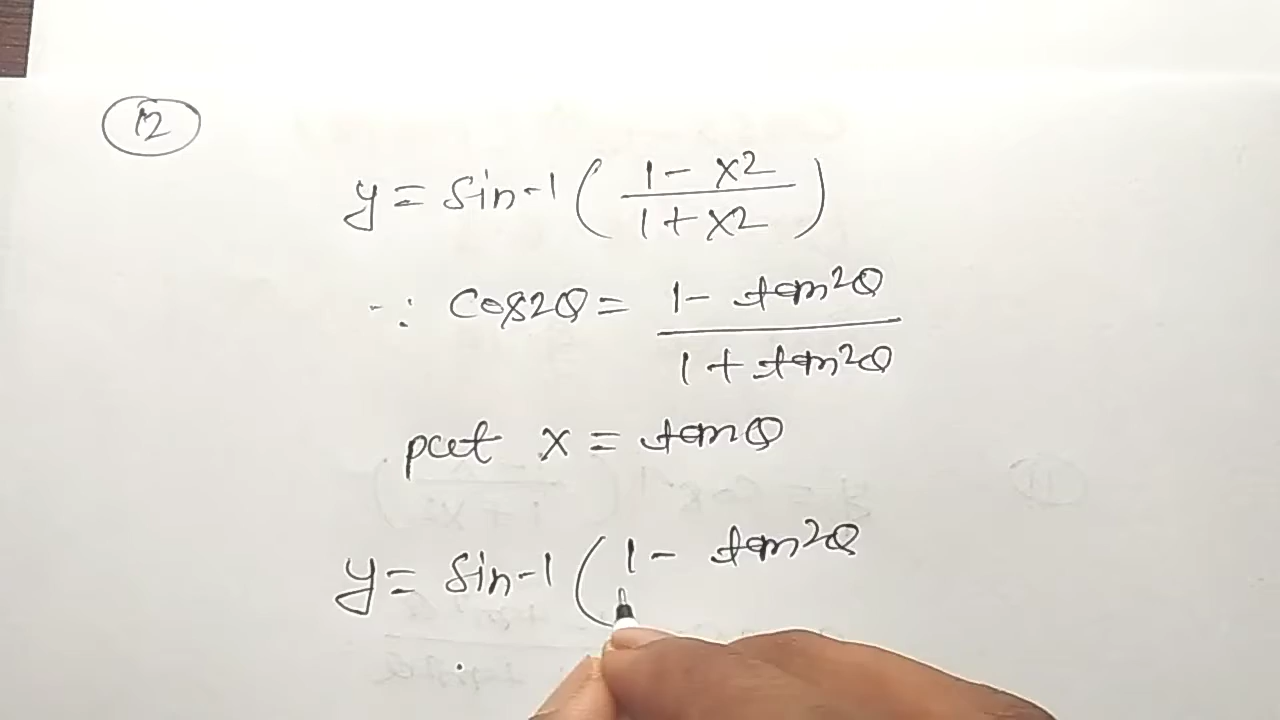 12
y = sin-1 ( 1 - x2 / 1 + x2 )
∵ Cos2θ = 1 - tan2θ / 1 + tan2θ
put x = tanθ
y = sin-1 ( 1 - tan2θ